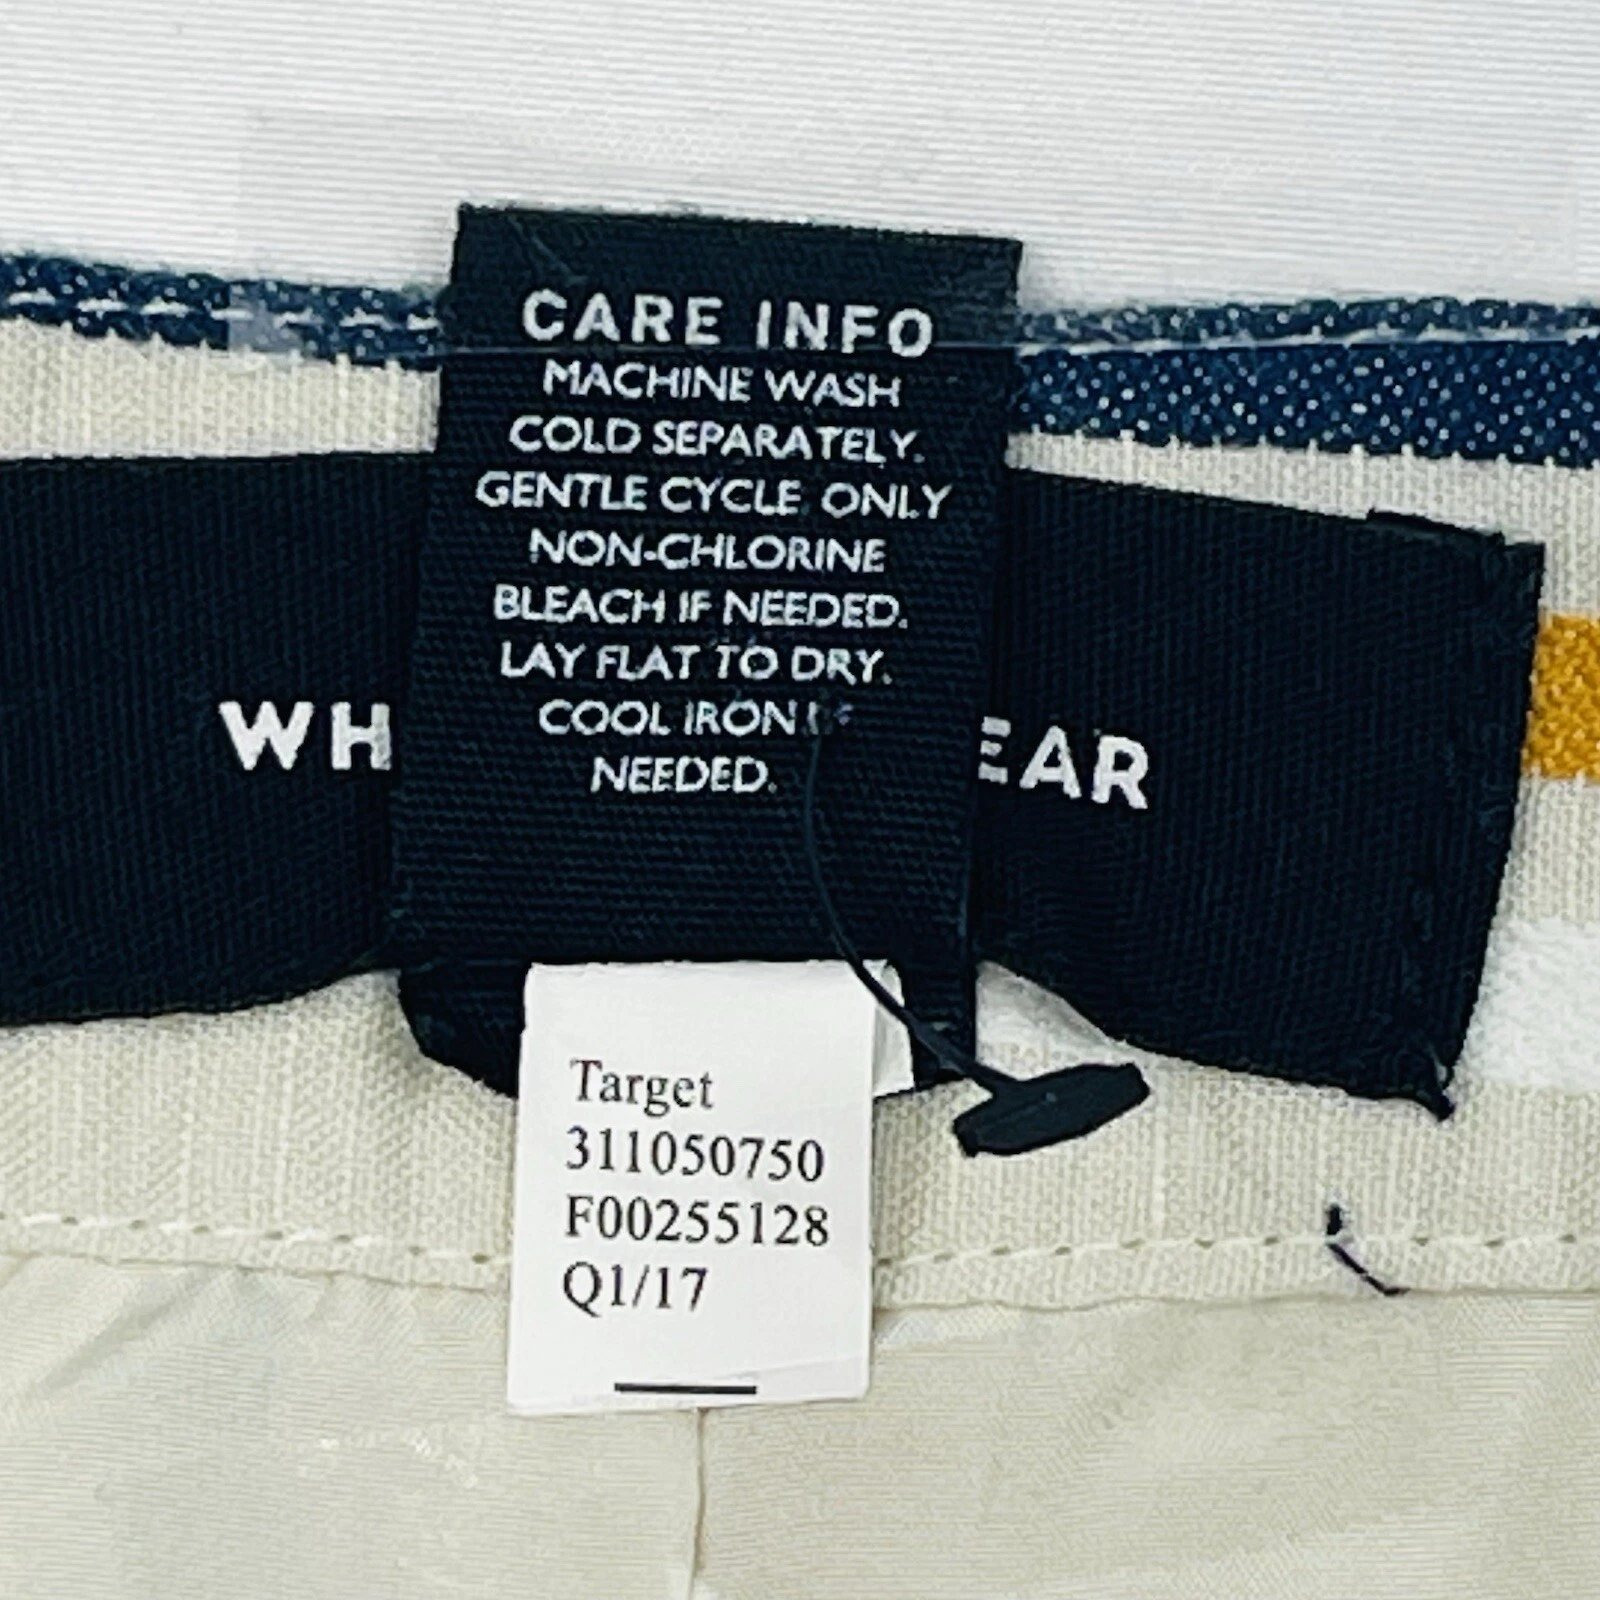 CARE INFO
MACHINE WASH
COLD SEPARATELY.
GENTLE CYCLE ONLY
NON-CHLORINE
BLEACH IF NEEDED.
LAY FLAT TO DRY.
COOL IRON
NEEDED.
WH EAR
Target
311050750
F00255128
Q1/17